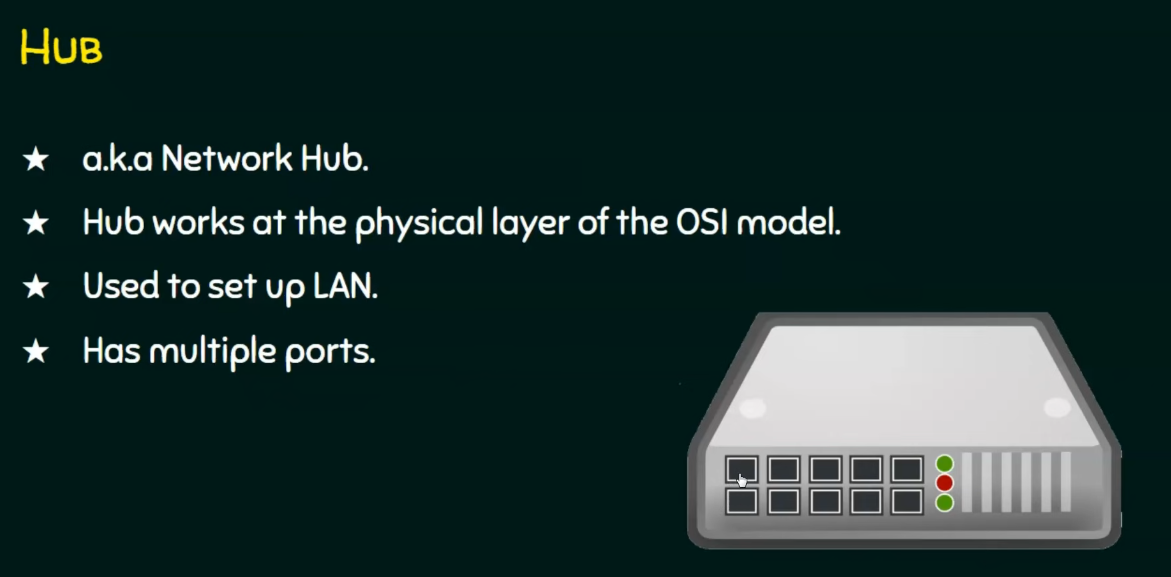 Hub
★ a.k.a Network Hub.
★ Hub works at the physical layer of the OSI model.
★ Used to set up LAN.
★ Has multiple ports.